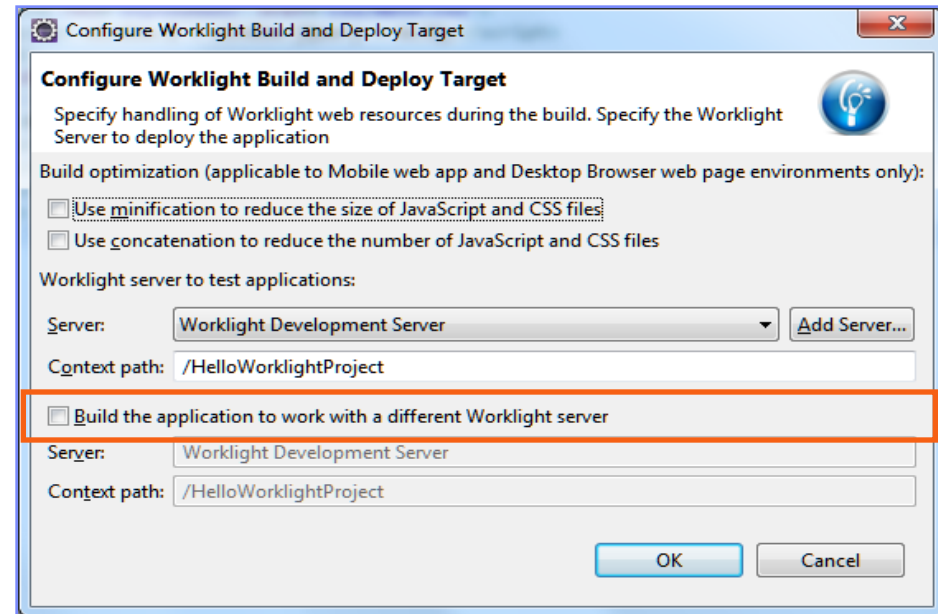 Configure Worklight Build and Deploy Target
Configure Worklight Build and Deploy Target
Specify handling of Worklight web resources during the build. Specify the Worklight
Server to deploy the application
Build optimization (applicable to Mobile web app and Desktop Browser web page environments only):
Use minification to reduce the size of JavaScript and CSS files
Use concatenation to reduce the number of JavaScript and CSS files
Worklight server to test applications:
Server: Worklight Development Server Add Server...
Context path: /HelloWorklightProject
Build the application to work with a different Worklight server
Server: Worklight Development Server
Context path: /HelloWorklightProject
OK Cancel